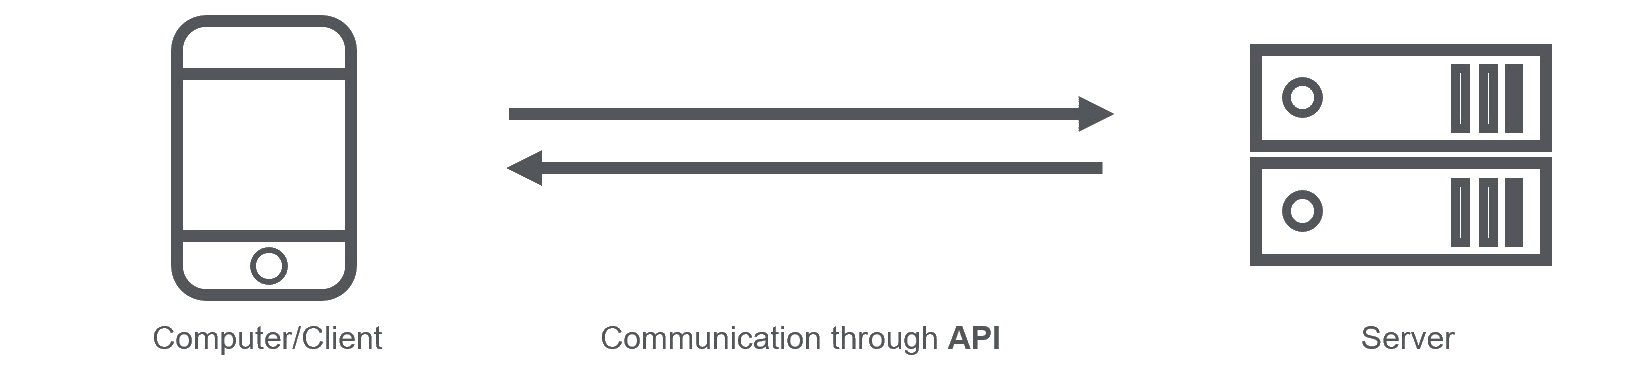 Computer/Client
Communication through API
Server